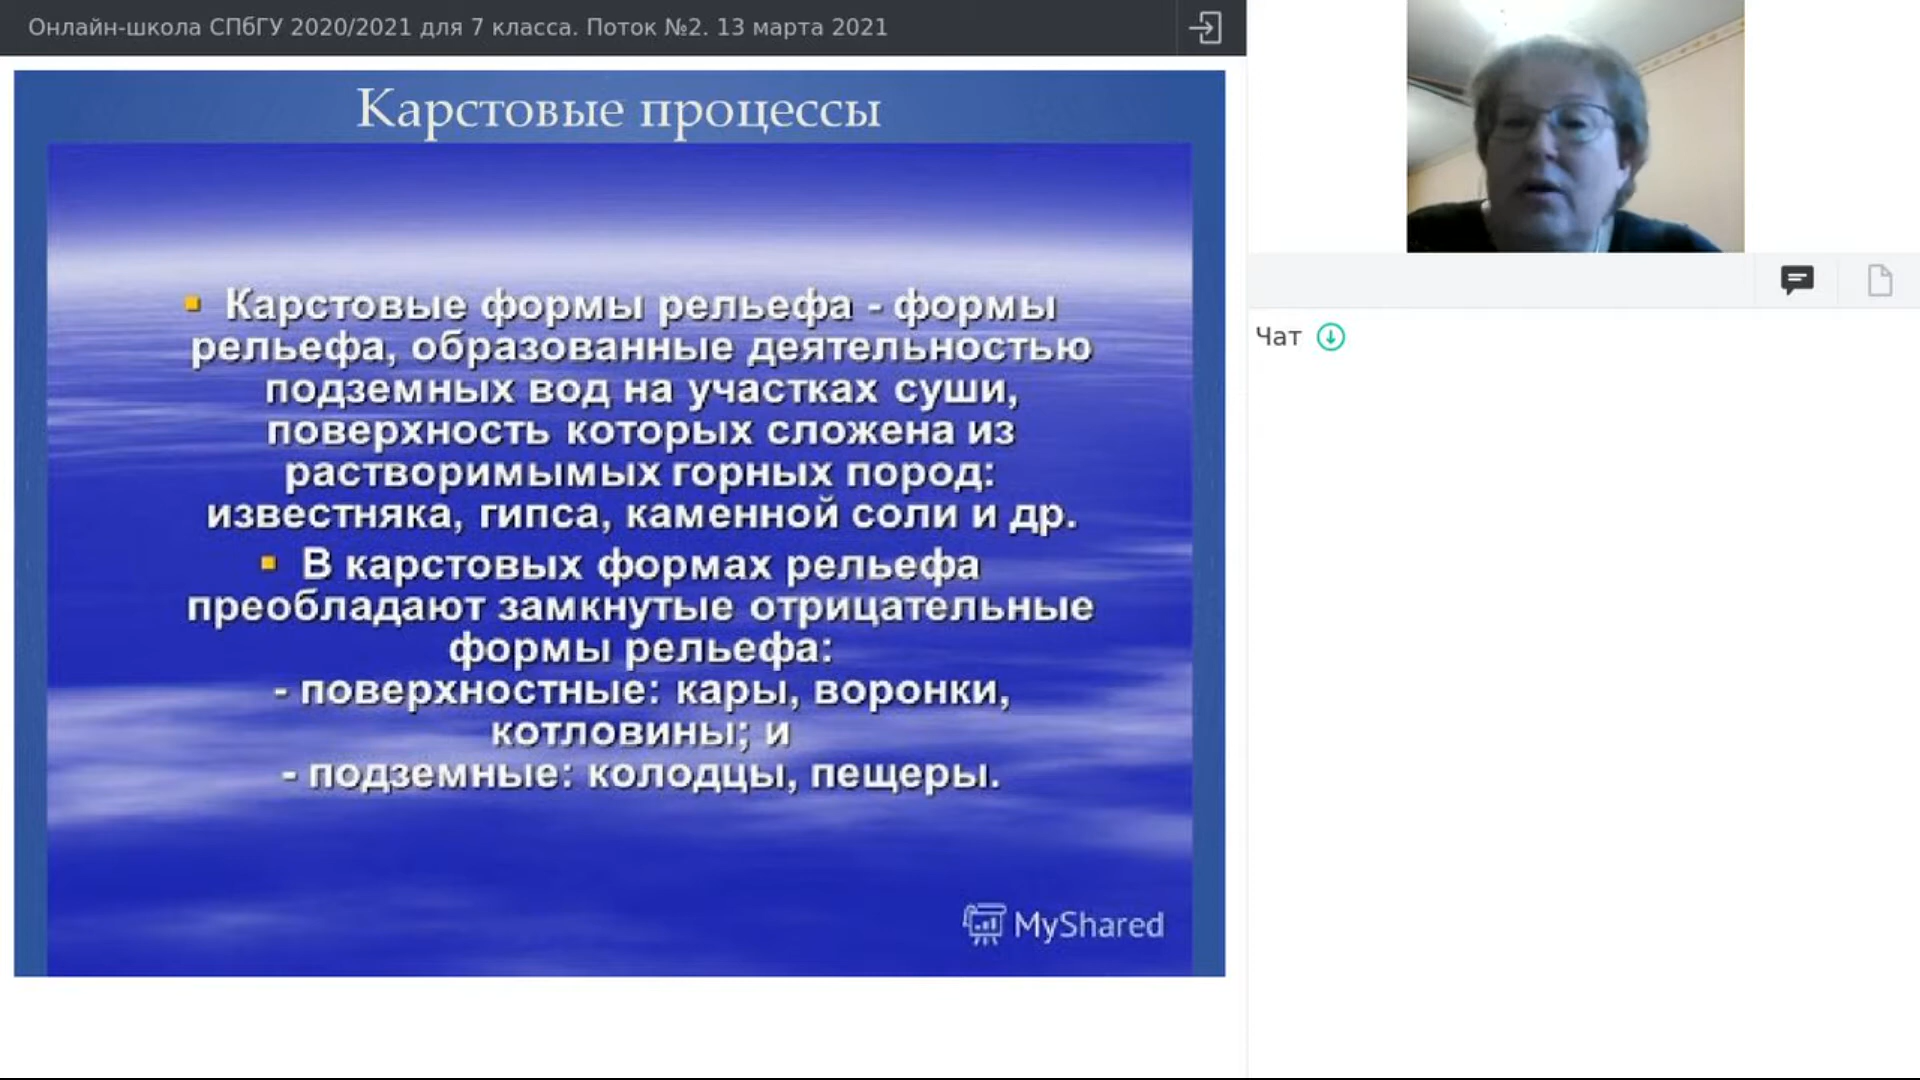 Онлайн-школа СПбГУ 2020/2021 для 7 класса. Поток №2. 13 марта 2021
Карстовые процессы
Карстовые формы рельефа - формы
рельефа, образованные деятельностью
подземных вод на участках суши,
поверхность которых сложена из
растворимымых горных пород:
известняка, гипса, каменной соли и др.
В карстовых формах рельефа
преобладают замкнутые отрицательные
формы рельефа:
- поверхностные: кары, воронки,
котловины; и
- подземные: колодцы, пещеры.
MyShared
Чат